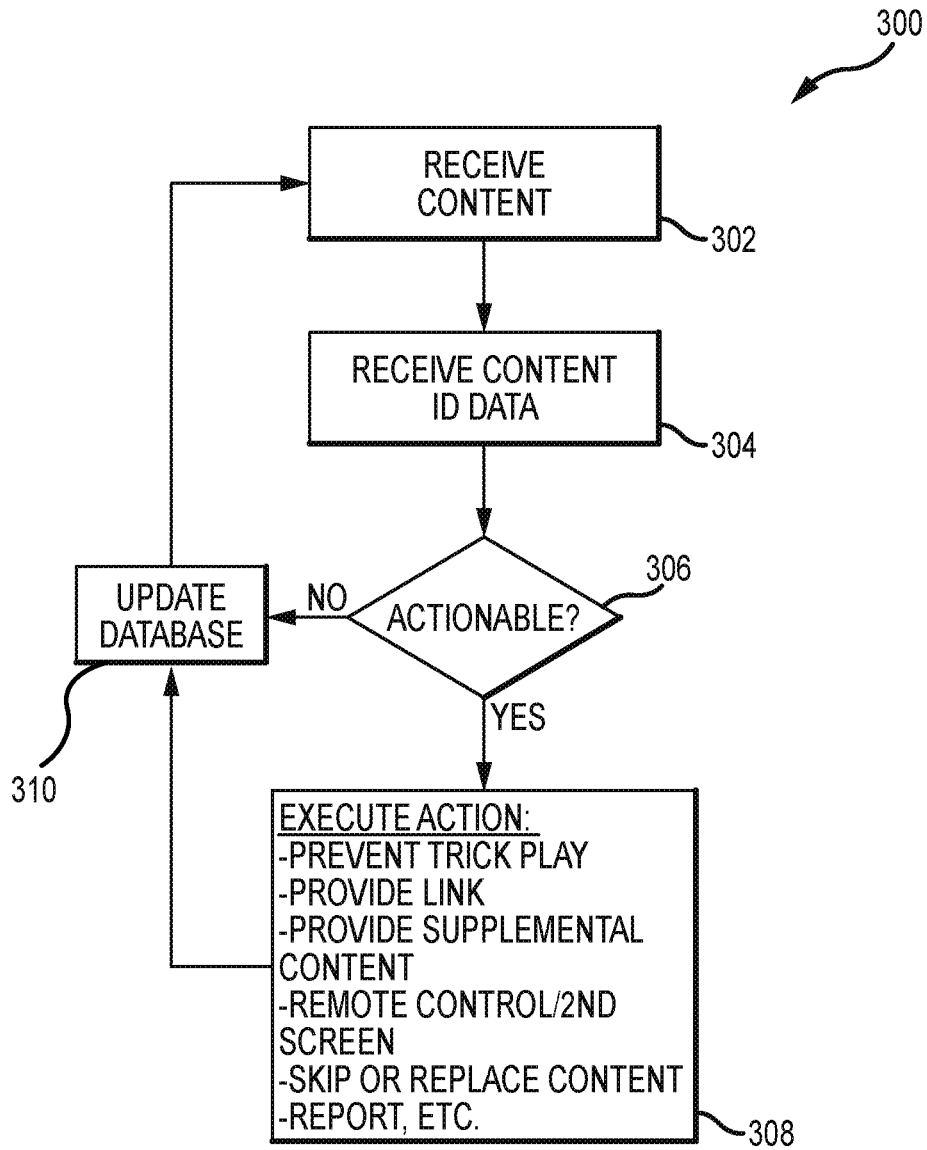 300
RECEIVE
CONTENT
302
RECEIVE CONTENT
ID DATA
304
306
ACTIONABLE?
NO
UPDATE
DATABASE
310
YES
EXECUTE ACTION:
-PREVENT TRICK PLAY
-PROVIDE LINK
-PROVIDE SUPPLEMENTAL
CONTENT
-REMOTE CONTROL/2ND
SCREEN
-SKIP OR REPLACE CONTENT
-REPORT, ETC.
308